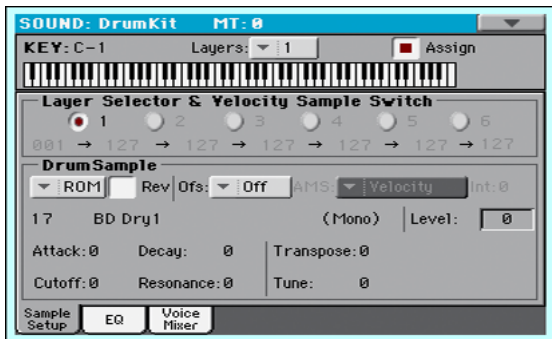 SOUND: DrumKit MT: 0
KEY: C-1 Layers: 1 Assign
Layer Selector & Velocity Sample Switch
1 2 3 4 5 6
001 → 127 → 127 → 127 → 127 → 127 → 127
DrumSample
ROM Rev Ofs: Off AMS: Velocity Int:0
17 BD Dry1 (Mono) Level: 0
Attack:0 Decay: 0 Transpose:0
Cutoff:0 Resonance:0 Tune: 0
Sample Setup EQ Voice Mixer